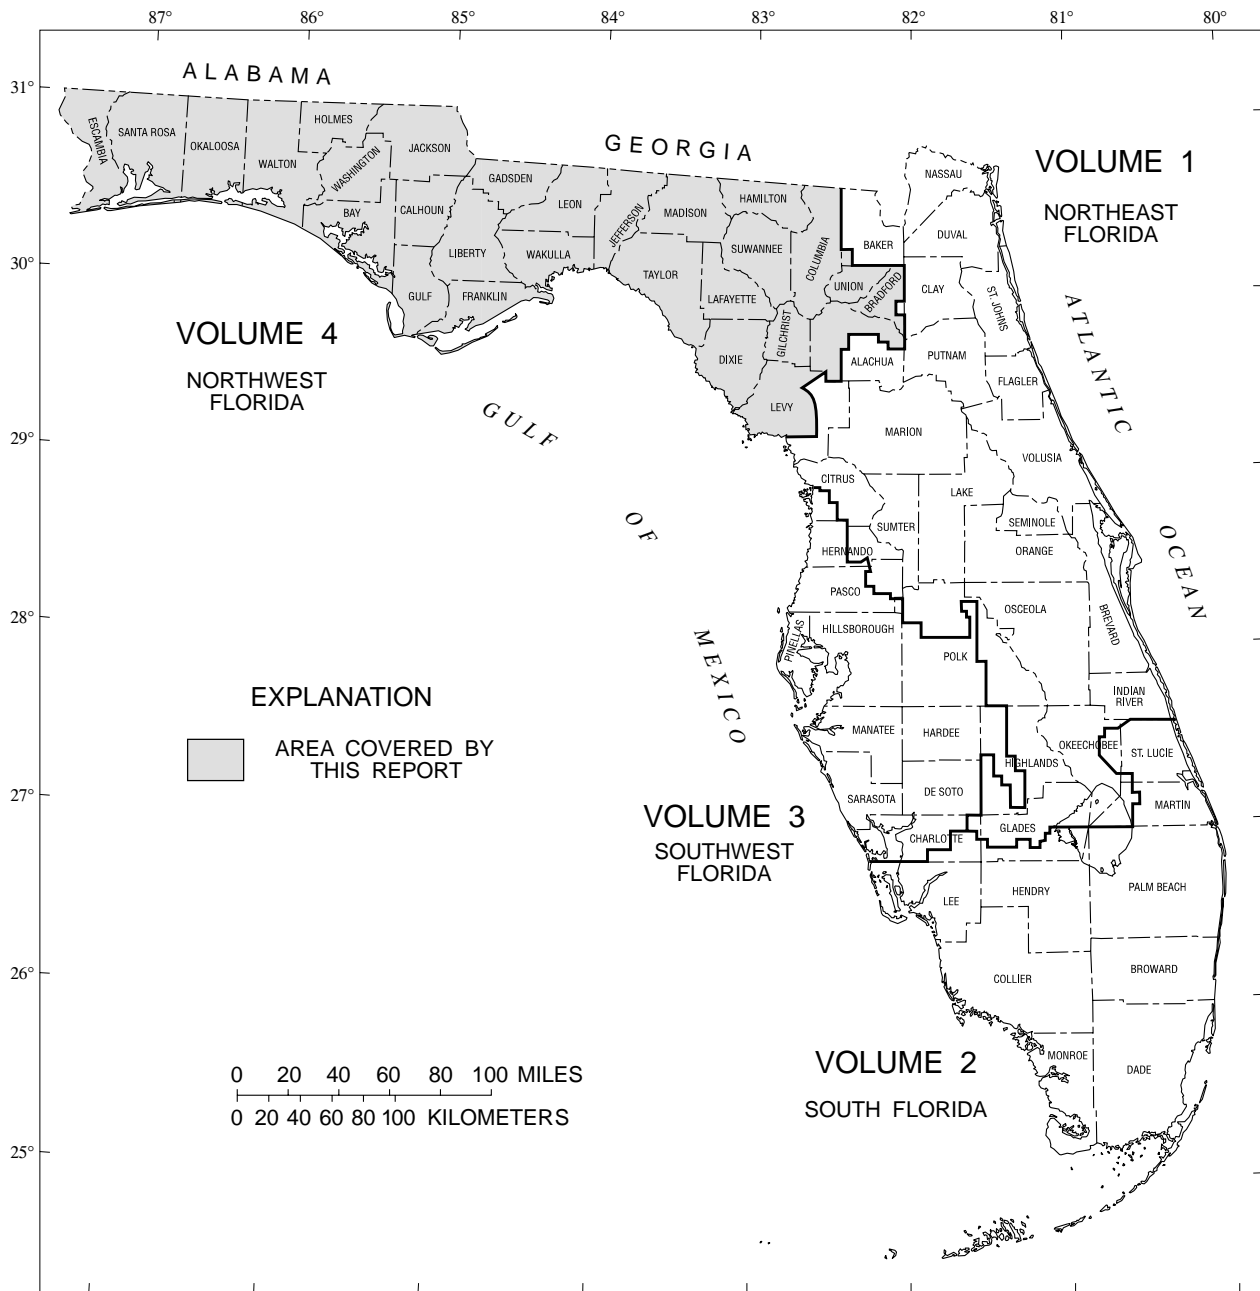 87° 86° 85° 84° 83° 82° 81° 80°
31°
30°
29°
28°
27°
26°
25°
ALABAMA
GEORGIA
ESCAMBIA
SANTA ROSA
OKALOOSA
WALTON
HOLMES
WASHINGTON
JACKSON
BAY
CALHOUN
GULF
LIBERTY
FRANKLIN
GADSDEN
LEON
WAKULLA
JEFFERSON
MADISON
TAYLOR
HAMILTON
SUWANNEE
LAFAYETTE
DIXIE
COLUMBIA
GILCHRIST
LEVY
UNION
BRADFORD
BAKER
NASSAU
DUVAL
CLAY
ST. JOHNS
ALACHUA
PUTNAM
FLAGLER
MARION
VOLUSIA
CITRUS
SUMTER
LAKE
SEMINOLE
ORANGE
HERNANDO
PASCO
HILLSBOROUGH
PINELLAS
POLK
OSCEOLA
BREVARD
INDIAN
RIVER
MANATEE
HARDEE
HIGHLANDS
OKEECHOBEE
ST. LUCIE
SARASOTA
DE SOTO
MARTIN
CHARLOTTE
GLADES
LEE
HENDRY
PALM BEACH
COLLIER
BROWARD
MONROE
DADE
VOLUME 1
NORTHEAST
FLORIDA
VOLUME 4
NORTHWEST
FLORIDA
GULF
OF
MEXICO
ATLANTIC
OCEAN
EXPLANATION
AREA COVERED BY
THIS REPORT
VOLUME 3
SOUTHWEST
FLORIDA
VOLUME 2
SOUTH FLORIDA
0 20 40 60 80 100 MILES
0 20 40 60 80 100 KILOMETERS